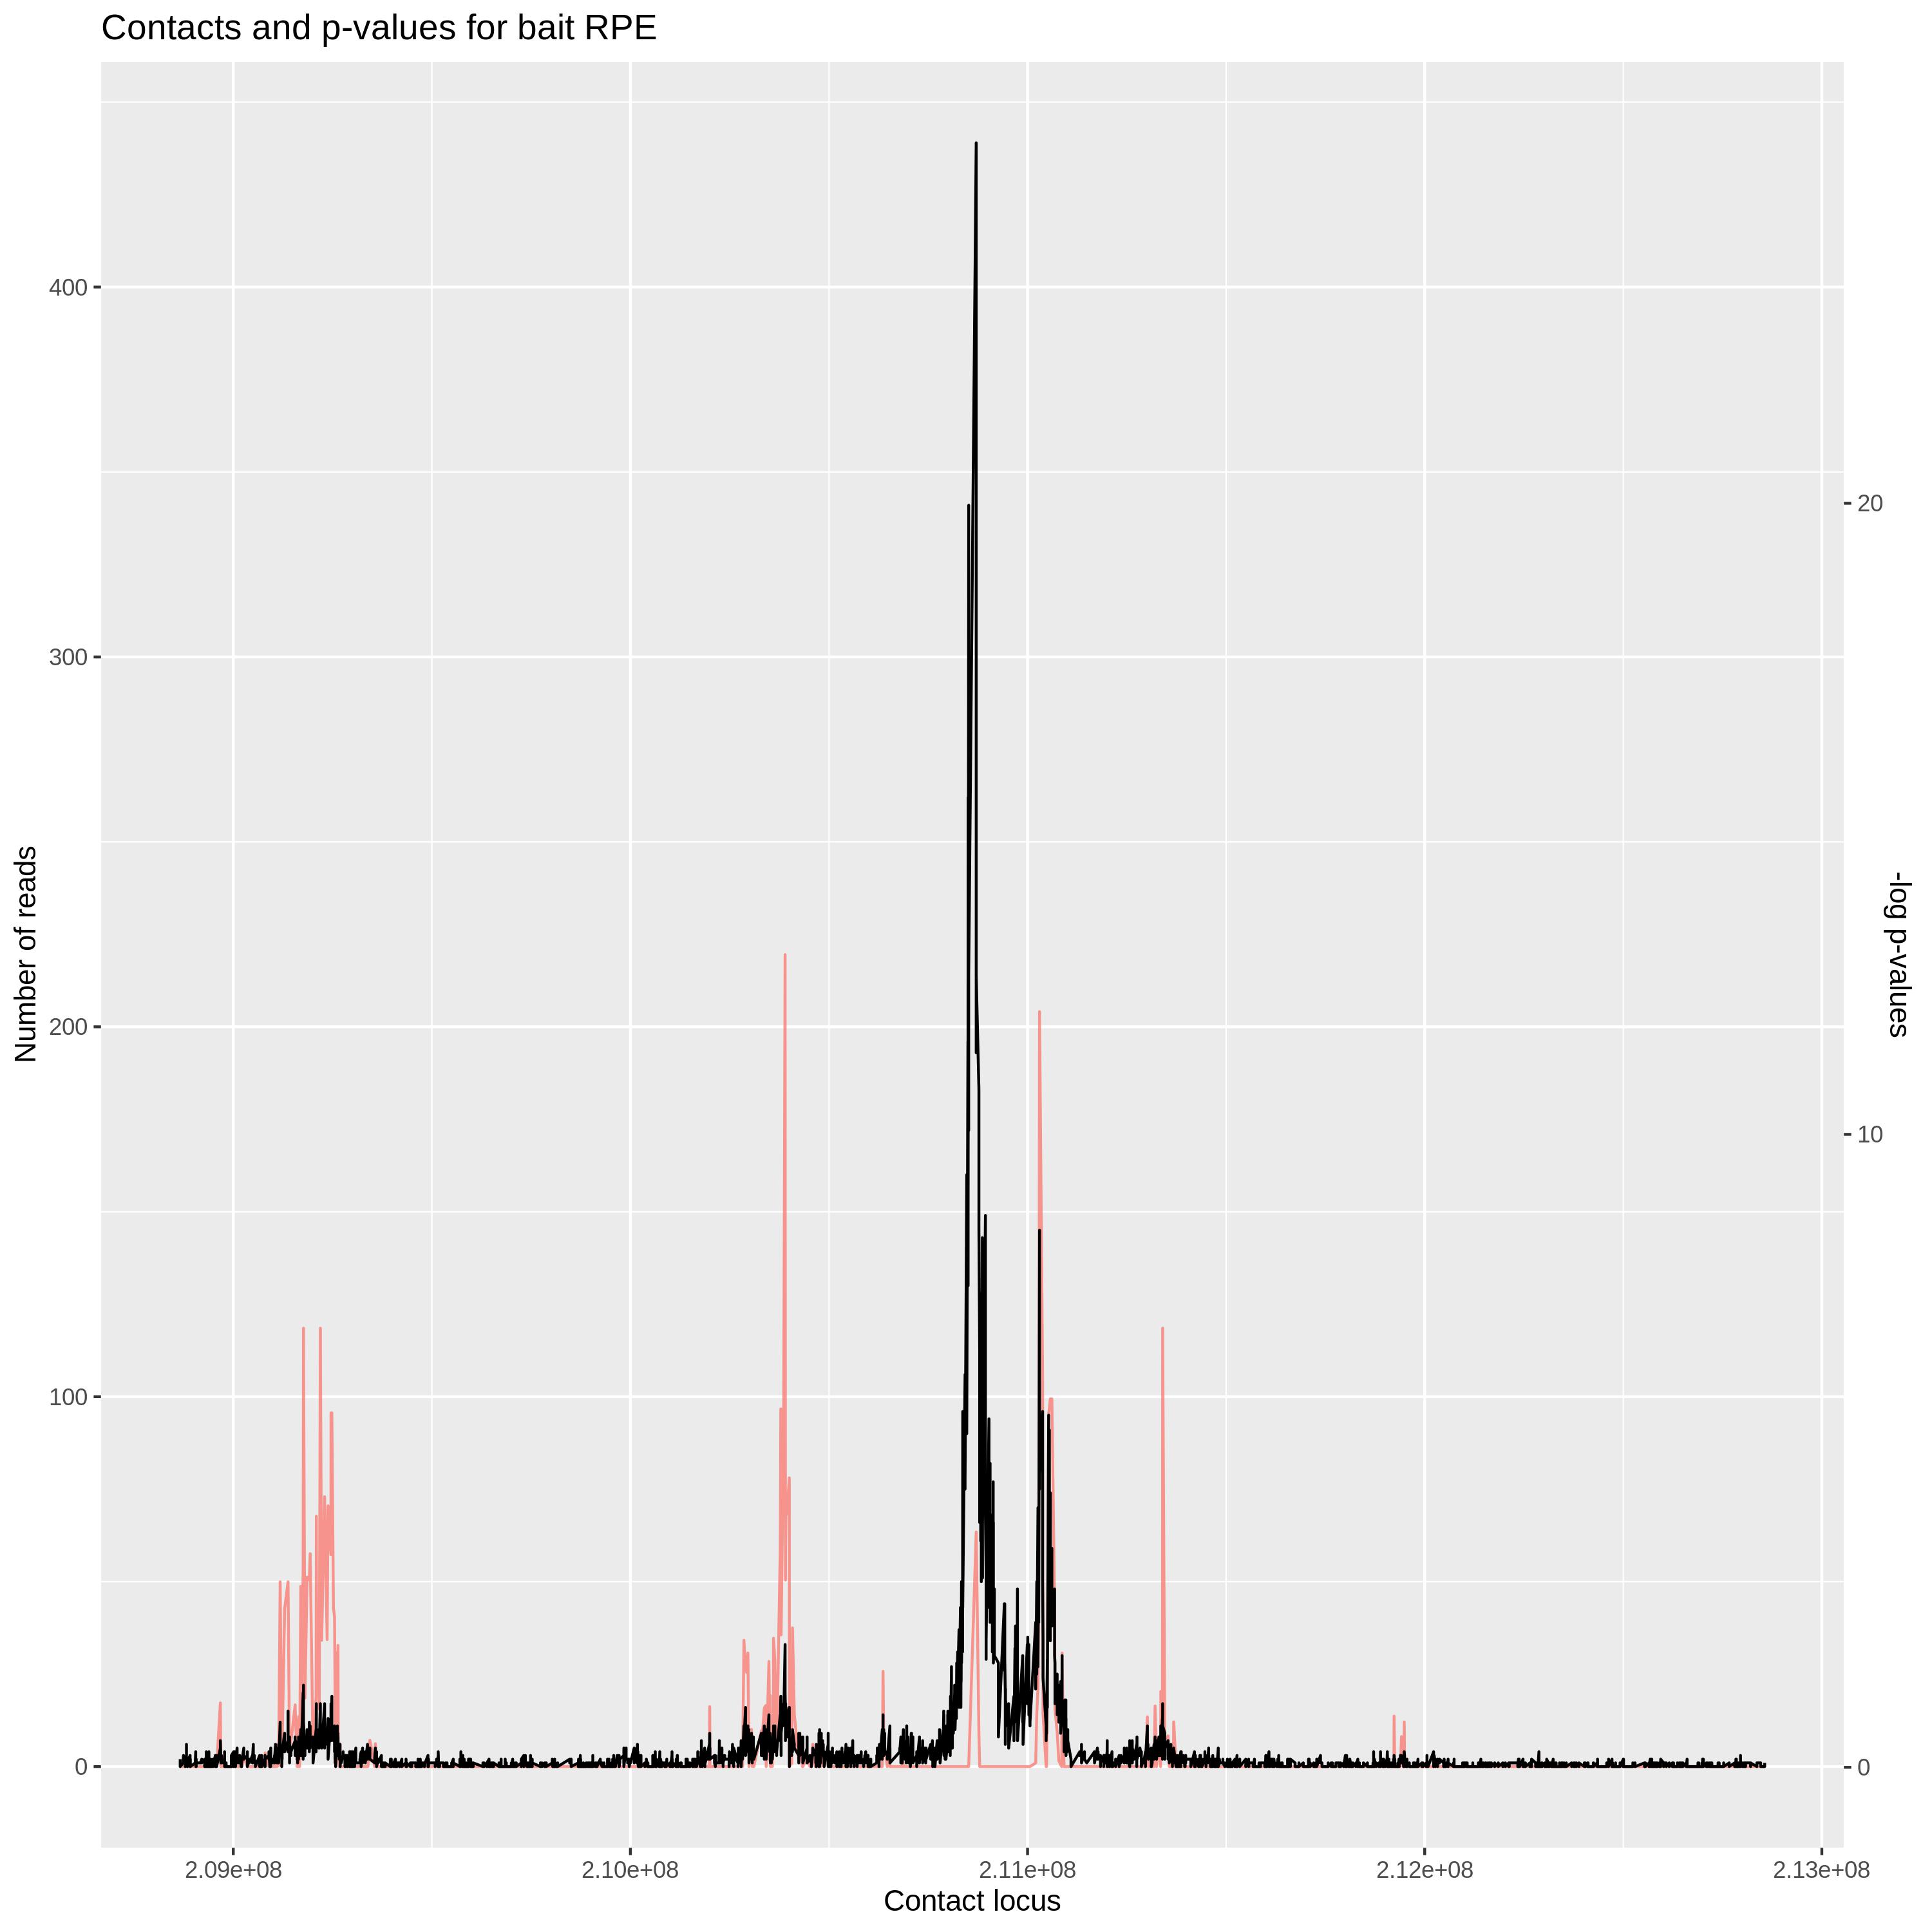 Contacts and p-values for bait RPE
400
300
200
100
0
Number of reads
20
10
0
-log p-values
2.09e+08
2.10e+08
2.11e+08
2.12e+08
2.13e+08
Contact locus